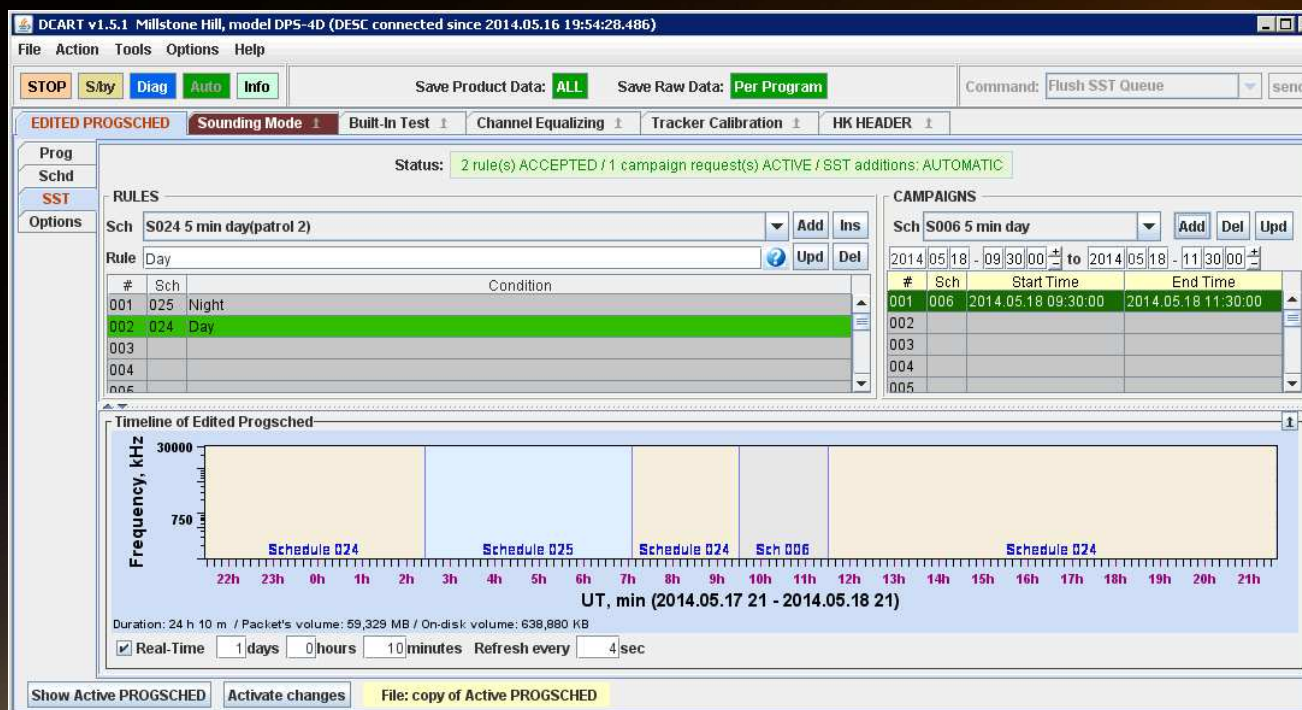 DCART v1.5.1 Millstone Hill, model DPS-4D (DESC connected since 2014.05.16 19:54:28.486)
File Action Tools Options Help
STOP S/by Diag Auto Info Save Product Data: ALL Save Raw Data: Per Program Command: Flush SST Queue send
EDITED PROGSCHED Sounding Mode Built-In Test Channel Equalizing Tracker Calibration HK HEADER
Prog
Schd
SST
Options
Status: 2 rule(s) ACCEPTED / 1 campaign request(s) ACTIVE / SST additions: AUTOMATIC
RULES
Sch S024 5 min day(patrol 2) Add Ins
Rule Day ? Upd Del
# Sch Condition
001 025 Night
002 024 Day
003
004
005
CAMPAIGNS
Sch S006 5 min day Add Del Upd
2014 05 18 - 09 30 00 to 2014 05 18 - 11 30 00
# Sch Start Time End Time
001 006 2014.05.18 09:30:00 2014.05.18 11:30:00
002
003
004
005
Timeline of Edited Progsched
Frequency, kHz
30000
750
Schedule 024 Schedule 025 Schedule 024 Sch 006 Schedule 024
22h 23h 0h 1h 2h 3h 4h 5h 6h 7h 8h 9h 10h 11h 12h 13h 14h 15h 16h 17h 18h 19h 20h 21h
UT, min (2014.05.17 21 - 2014.05.18 21)
Duration: 24 h 10 m / Packet's volume: 59,329 MB / On-disk volume: 638,880 KB
Real-Time 1 days 0 hours 10 minutes Refresh every 4 sec
Show Active PROGSCHED Activate changes File: copy of Active PROGSCHED